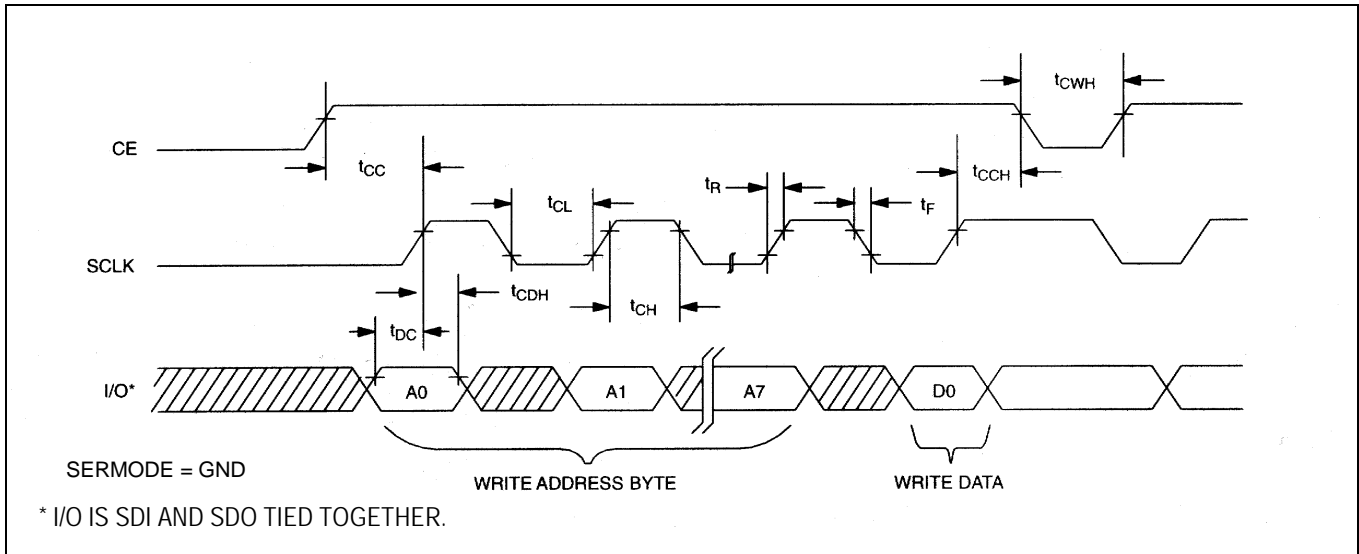 tCWH
CE
tCC
tCCH
tR
tCL
tF
SCLK
tCDH
tCH
tDC
I/O*
A0
A1
A7
D0
SERMODE = GND
WRITE ADDRESS BYTE
WRITE DATA
* I/O IS SDI AND SDO TIED TOGETHER.